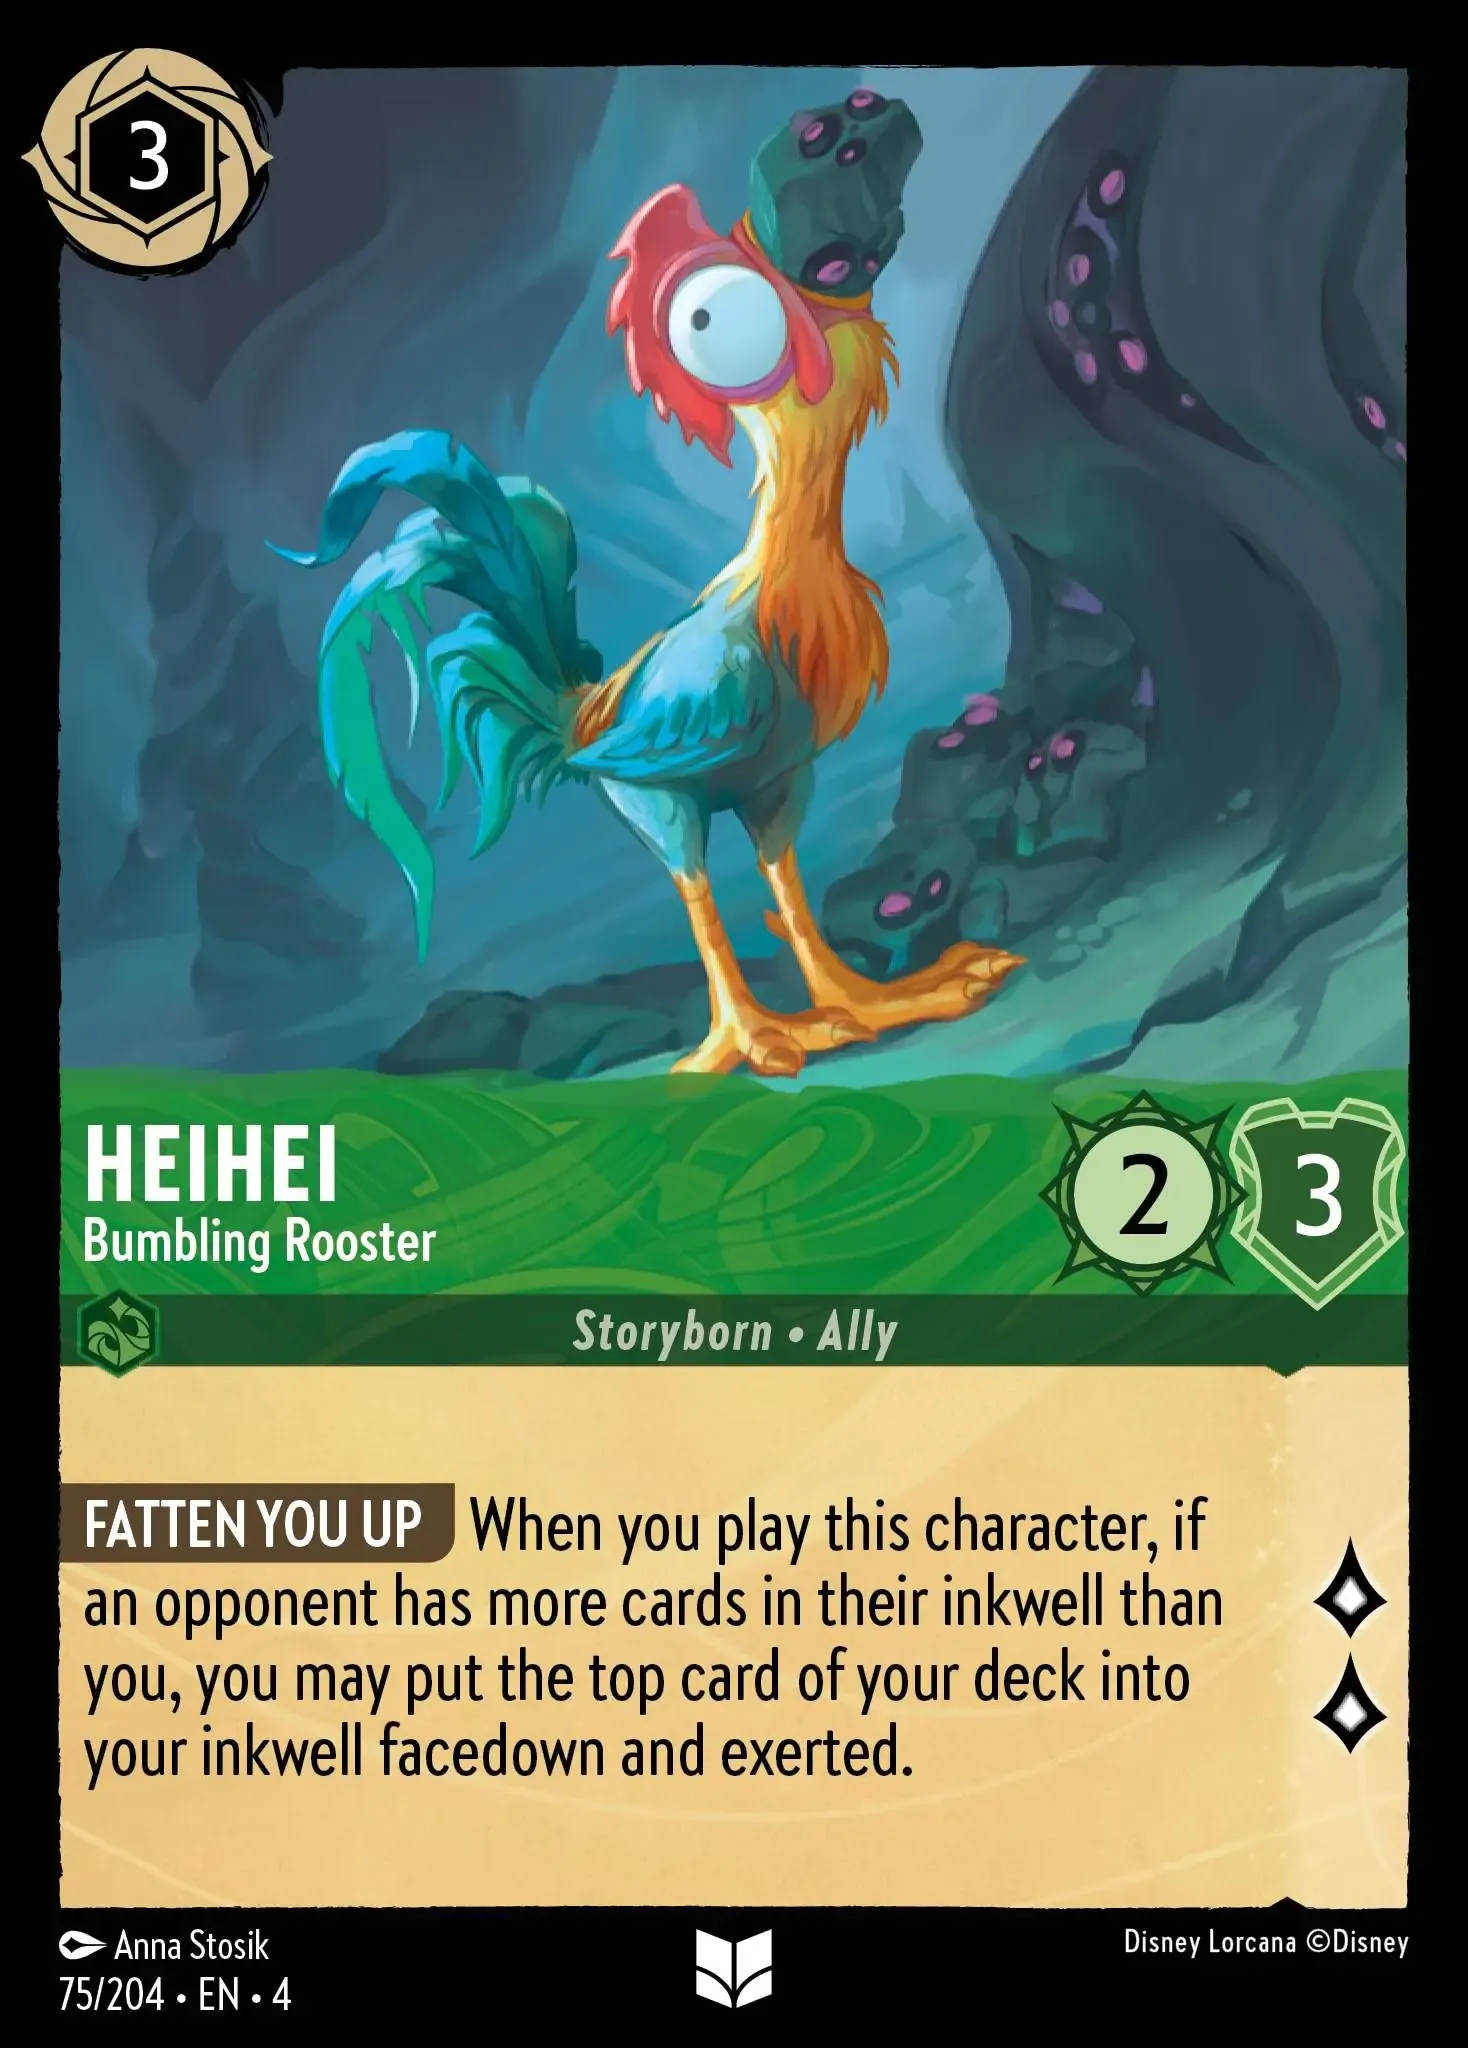 3
HEIHEI
Bumbling Rooster
2
3
Storyborn • Ally
FATTEN YOU UP When you play this character, if
an opponent has more cards in their inkwell than
you, you may put the top card of your deck into
your inkwell facedown and exerted.
Anna Stosik
75/204 • EN • 4
Disney Lorcana ©Disney